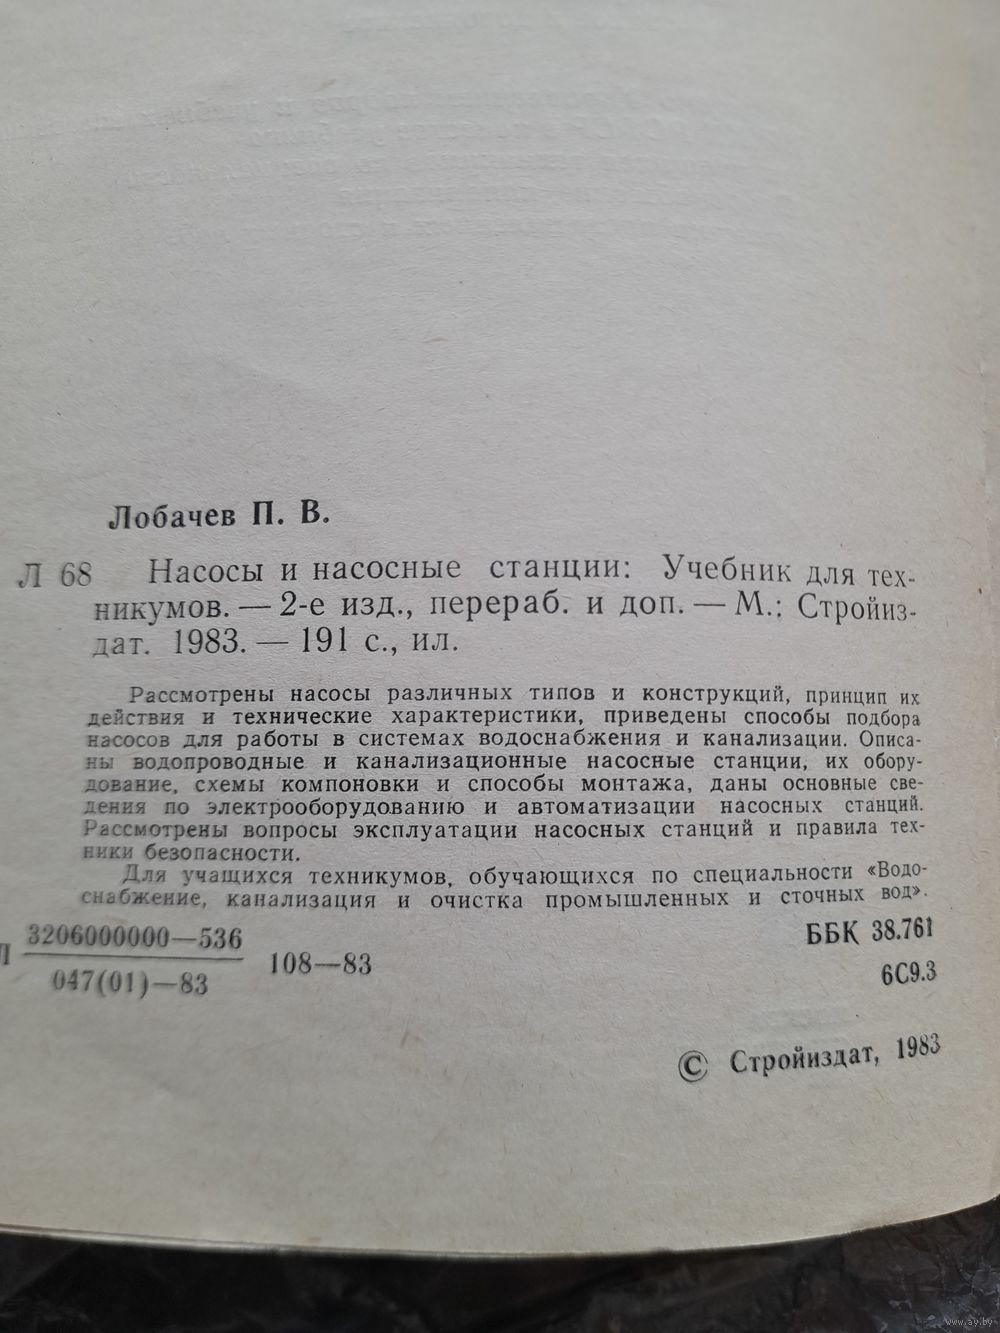 Лобачев П. В.
Л 68 Насосы и насосные станции: Учебник для тех-
никумов. — 2-е изд., перераб. и доп. — М.: Стройиз-
дат. 1983. — 191 с., ил.
Рассмотрены насосы различных типов и конструкций, принцип их
действия и технические характеристики, приведены способы подбора
насосов для работы в системах водоснабжения и канализации. Описа-
ны водопроводные и канализационные насосные станции, их обору-
дование, схемы компоновки и способы монтажа, даны основные све-
дения по электрооборудованию и автоматизации насосных станций.
Рассмотрены вопросы эксплуатации насосных станций и правила тех-
ники безопасности.
Для учащихся техникумов, обучающихся по специальности «Водо-
снабжение, канализация и очистка промышленных и сточных вод».
Л 3206000000—536
047(01)—83
108—83
ББК 38.761
6С9.3
© Стройиздат, 1983
www.ay.by